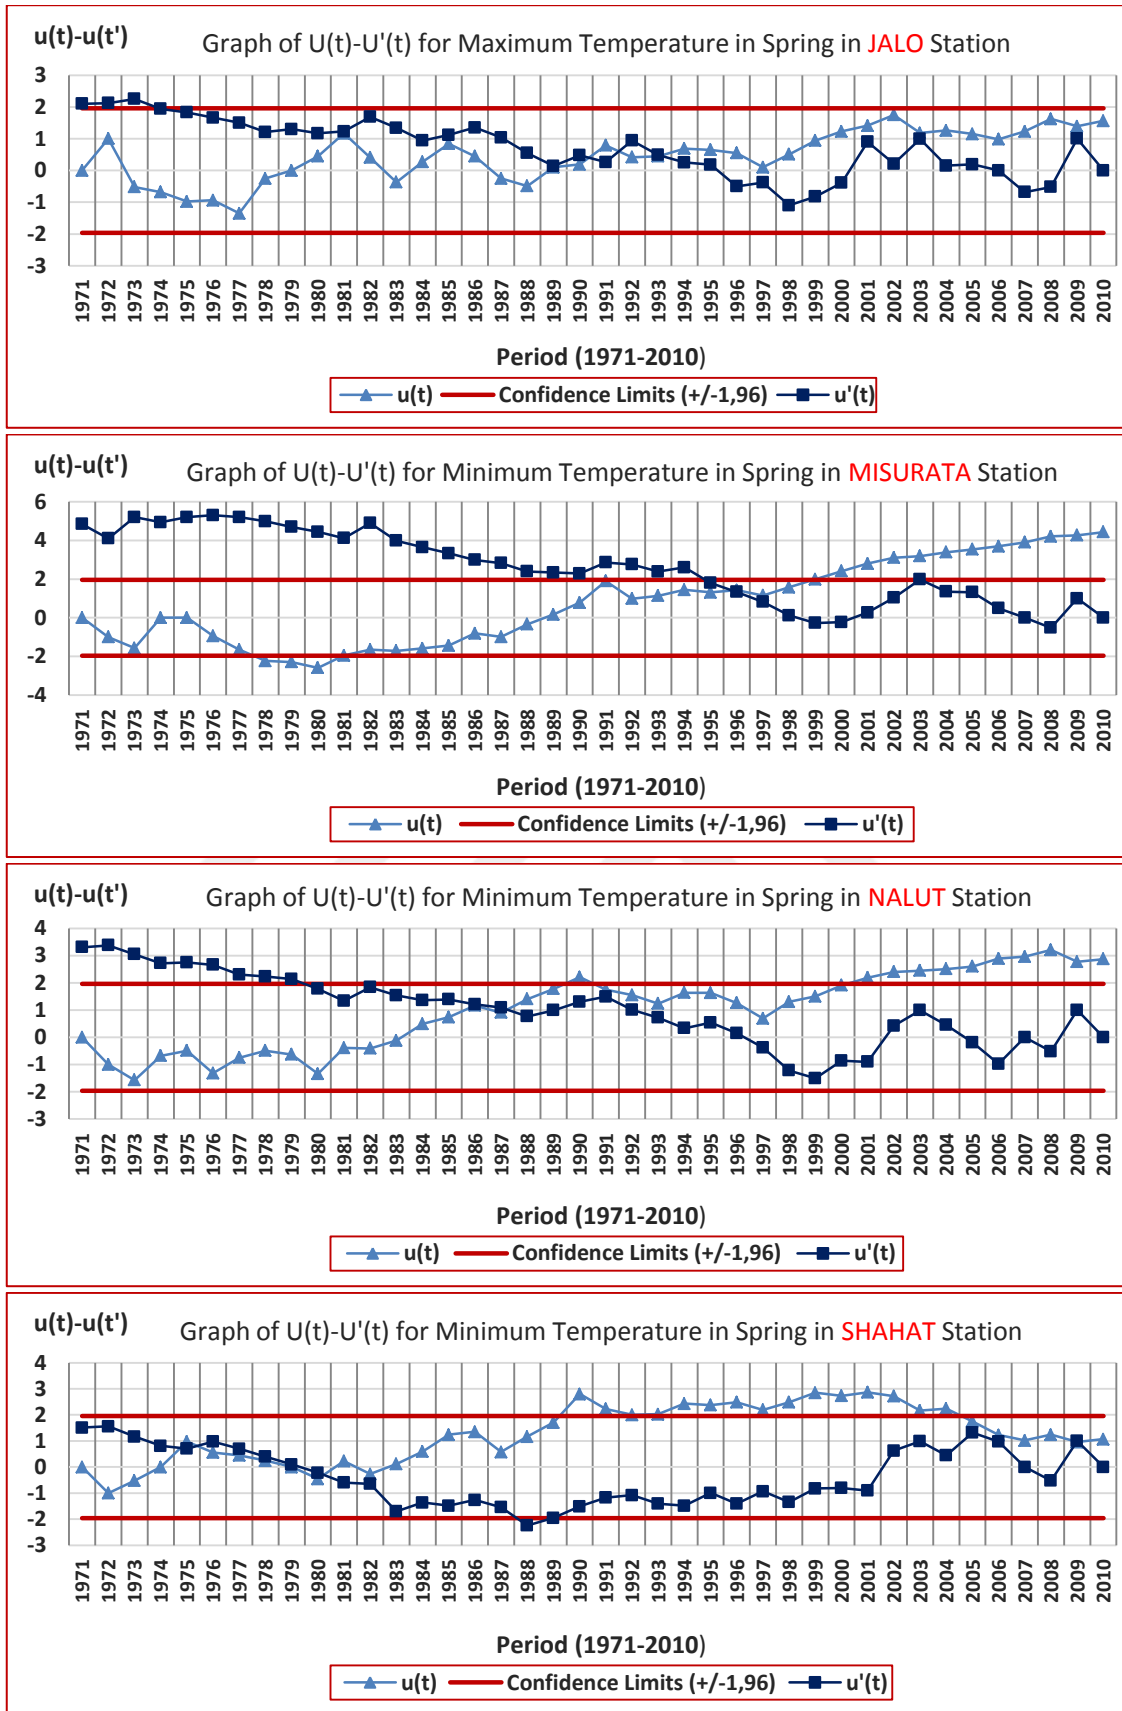 u(t)-u(t')
Graph of U(t)-U'(t) for Maximum Temperature in Spring in JALO Station
3
2
1
0
-1
-2
-3
1971 1972 1973 1974 1975 1976 1977 1978 1979 1980 1981 1982 1983 1984 1985 1986 1987 1988 1989 1990 1991 1992 1993 1994 1995 1996 1997 1998 1999 2000 2001 2002 2003 2004 2005 2006 2007 2008 2009 2010
Period (1971-2010)
u(t) Confidence Limits (+/-1,96) u'(t)
u(t)-u(t')
Graph of U(t)-U'(t) for Minimum Temperature in Spring in MISURATA Station
6
4
2
0
-2
-4
1971 1972 1973 1974 1975 1976 1977 1978 1979 1980 1981 1982 1983 1984 1985 1986 1987 1988 1989 1990 1991 1992 1993 1994 1995 1996 1997 1998 1999 2000 2001 2002 2003 2004 2005 2006 2007 2008 2009 2010
Period (1971-2010)
u(t) Confidence Limits (+/-1,96) u'(t)
u(t)-u(t')
Graph of U(t)-U'(t) for Minimum Temperature in Spring in NALUT Station
4
3
2
1
0
-1
-2
-3
1971 1972 1973 1974 1975 1976 1977 1978 1979 1980 1981 1982 1983 1984 1985 1986 1987 1988 1989 1990 1991 1992 1993 1994 1995 1996 1997 1998 1999 2000 2001 2002 2003 2004 2005 2006 2007 2008 2009 2010
Period (1971-2010)
u(t) Confidence Limits (+/-1,96) u'(t)
u(t)-u(t')
Graph of U(t)-U'(t) for Minimum Temperature in Spring in SHAHAT Station
4
3
2
1
0
-1
-2
-3
1971 1972 1973 1974 1975 1976 1977 1978 1979 1980 1981 1982 1983 1984 1985 1986 1987 1988 1989 1990 1991 1992 1993 1994 1995 1996 1997 1998 1999 2000 2001 2002 2003 2004 2005 2006 2007 2008 2009 2010
Period (1971-2010)
u(t) Confidence Limits (+/-1,96) u'(t)